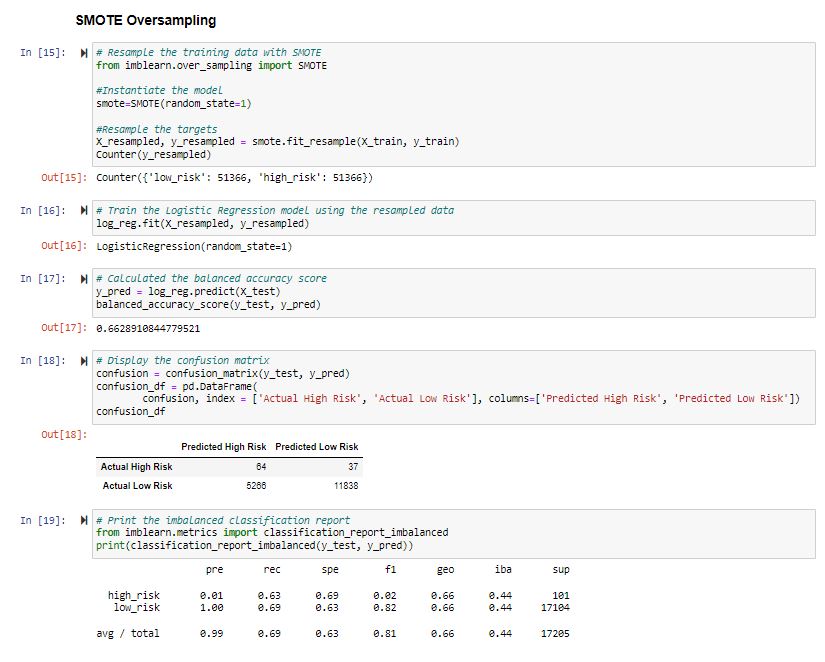 SMOTE Oversampling
In [15]: # Resample the training data with SMOTE
from imblearn.over_sampling import SMOTE
#Instantiate the model
smote=SMOTE(random_state=1)
#Resample the targets
X_resampled, y_resampled = smote.fit_resample(X_train, y_train)
Counter(y_resampled)
Out[15]: Counter({'low_risk': 51366, 'high_risk': 51366})
In [16]: # Train the Logistic Regression model using the resampled data
log_reg.fit(X_resampled, y_resampled)
Out[16]: LogisticRegression(random_state=1)
In [17]: # Calculated the balanced accuracy score
y_pred = log_reg.predict(X_test)
balanced_accuracy_score(y_test, y_pred)
Out[17]: 0.6628910844779521
In [18]: # Display the confusion matrix
confusion = confusion_matrix(y_test, y_pred)
confusion_df = pd.DataFrame(
confusion, index = ['Actual High Risk', 'Actual Low Risk'], columns=['Predicted High Risk', 'Predicted Low Risk'])
confusion_df
Out[18]:
Predicted High Risk Predicted Low Risk
Actual High Risk 64 37
Actual Low Risk 5266 11838
In [19]: # Print the imbalanced classification report
from imblearn.metrics import classification_report_imbalanced
print(classification_report_imbalanced(y_test, y_pred))
pre rec spe f1 geo iba sup
high_risk 0.01 0.63 0.69 0.02 0.66 0.44 101
low_risk 1.00 0.69 0.63 0.82 0.66 0.44 17104
avg / total 0.99 0.69 0.63 0.81 0.66 0.44 17205